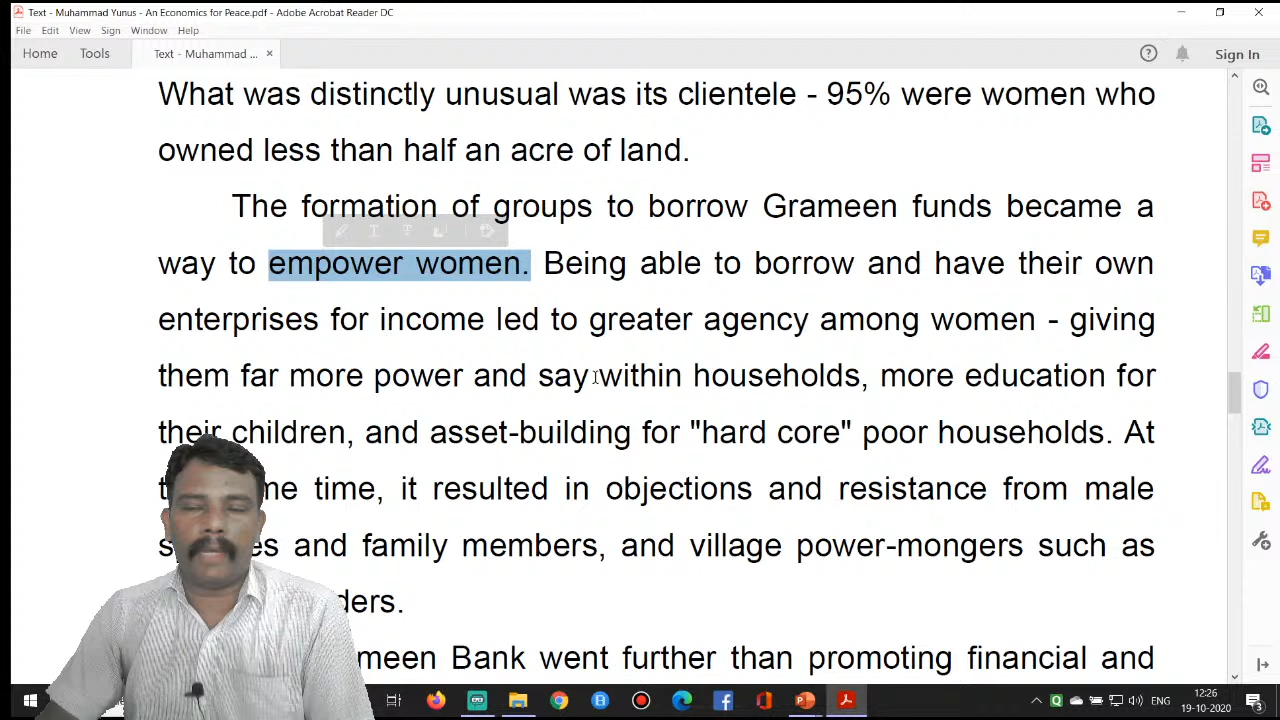 Text - Muhammad Yunus - An Economics for Peace.pdf - Adobe Acrobat Reader DC
File Edit View Sign Window Help
Home Tools Text - Muhammad ... × Sign In
What was distinctly unusual was its clientele - 95% were women who
owned less than half an acre of land.
The formation of groups to borrow Grameen funds became a
way to empower women. Being able to borrow and have their own
enterprises for income led to greater agency among women - giving
them far more power and say within households, more education for
their children, and asset-building for "hard core" poor households. At
time, it resulted in objections and resistance from male
and family members, and village power-mongers such as
Bank went further than promoting financial and
ENG
12:26
19-10-2020